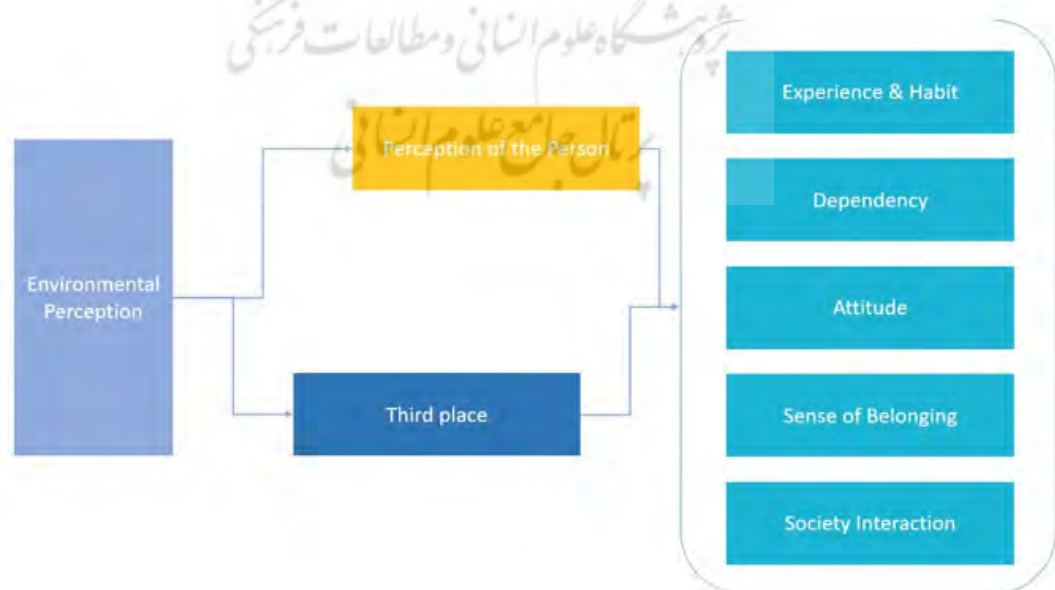 پژوهشگاه علوم انسانی و مطالعات فرهنگی
پرتال جامع علوم انسانی
Environmental
Perception
Perception of the Person
Third place
Experience & Habit
Dependency
Attitude
Sense of Belonging
Society Interaction